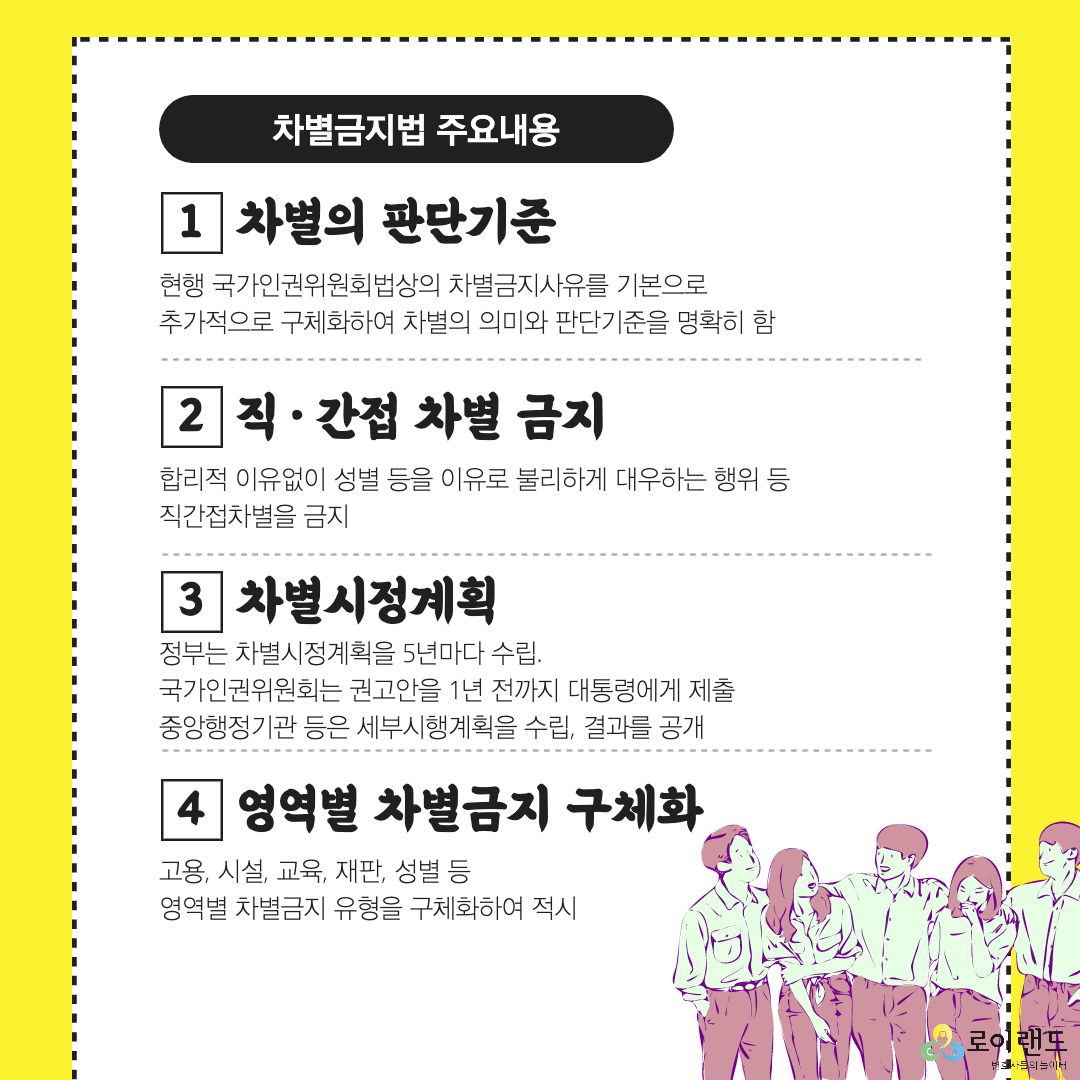 차별금지법 주요내용
1 차별의 판단기준
현행 국가인권위원회법상의 차별금지사유를 기본으로
추가적으로 구체화하여 차별의 의미와 판단기준을 명확히 함
2 직·간접 차별 금지
합리적 이유없이 성별 등을 이유로 불리하게 대우하는 행위 등
직간접차별을 금지
3 차별시정계획
정부는 차별시정계획을 5년마다 수립.
국가인권위원회는 권고안을 1년 전까지 대통령에게 제출
중앙행정기관 등은 세부시행계획을 수립, 결과를 공개
4 영역별 차별금지 구체화
고용, 시설, 교육, 재판, 성별 등
영역별 차별금지 유형을 구체화하여 적시
로이랜드
변호사들의 놀이터